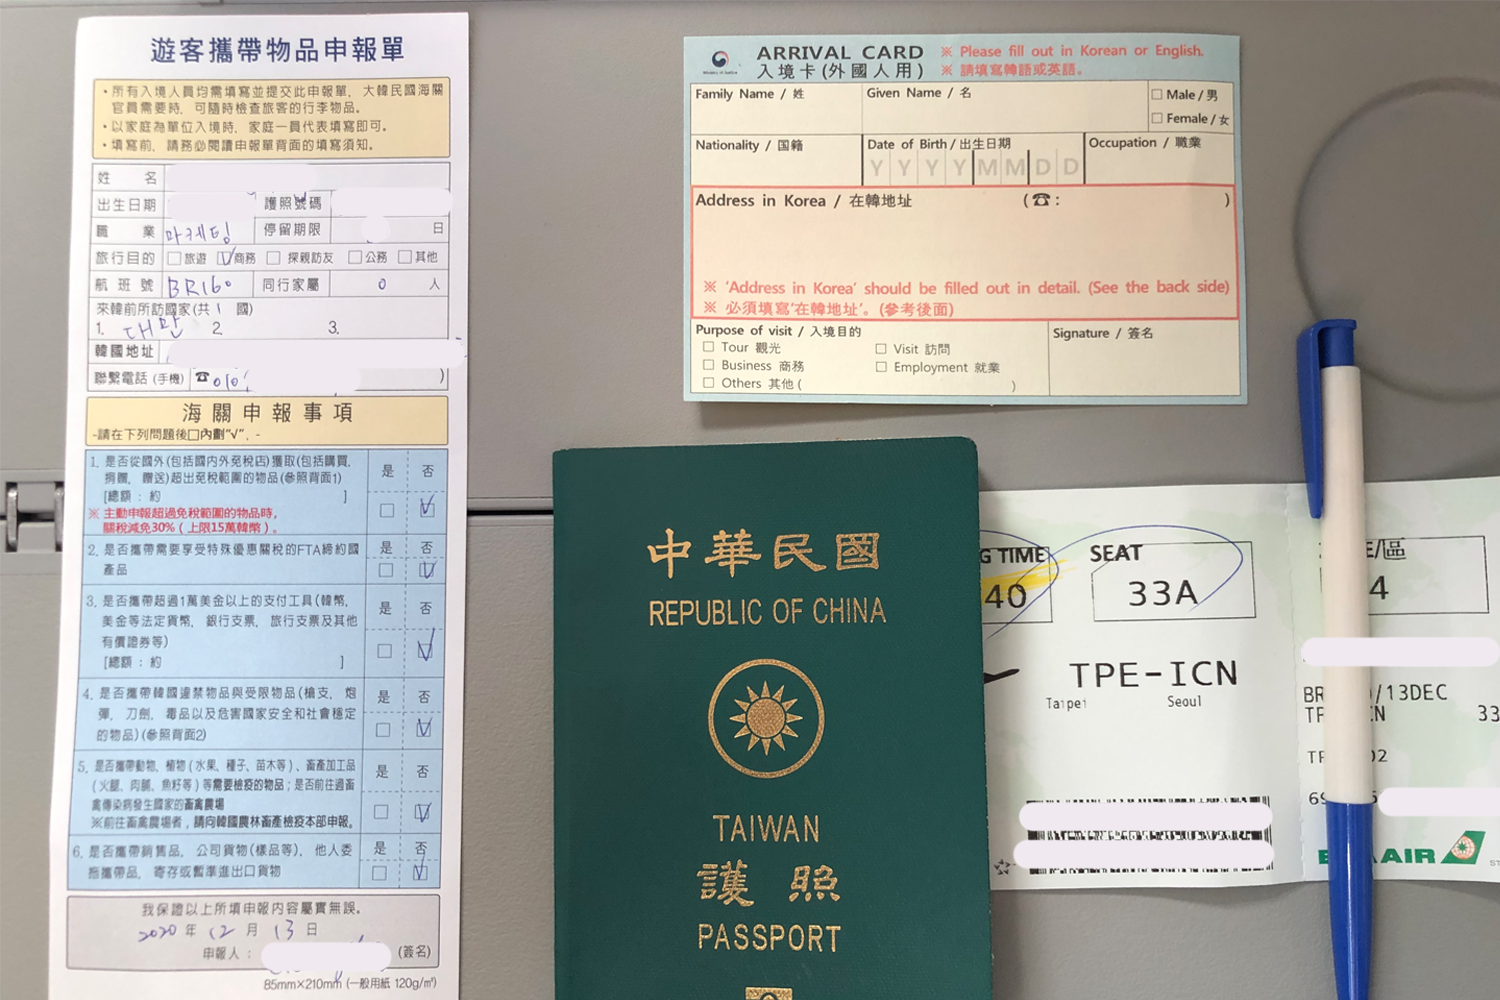 遊客攜帶物品申報單
•所有入境人員均需填寫並提交此申報單，大韓民國海關
官員需要時，可隨時檢查旅客的行李物品。
•以家庭為單位入境時，家庭一員代表填寫即可。
•填寫前，請務必閱讀申報單背面的填寫須知。
姓 名
出生日期 護照號碼
職 業 마케팅 停留期限 日
旅行目的 □旅遊 ☑商務 □ 探親訪友 □公務 □其他
航班號 BR160 同行家屬 0 人
來韓前所訪國家(共 1 國)
1. 대만 2. 3.
韓國地址
聯繫電話 (手機) ☎010 )
海關申報事項
-請在下列問題後□內劃"√"。-
1. 是否從國外(包括國內外免稅店)獲取(包括購買,
捐贈, 贈送)超出免稅範圍的物品(參照背面1)
[總額 : 約 ]
是 否
※ 主動申報超過免稅範圍的物品時,
關稅減免30% ( 上限15萬韓幣 ) 。
2. 是否攜帶需要享受特殊優惠關稅的FTA締約國
產品
是 否
3. 是否攜帶超過1萬美金以上的支付工具(韓幣,
美金等法定貨幣, 銀行支票, 旅行支票及其他
有價證券等)
[總額 : 約 ]
是 否
4. 是否攜帶韓國違禁物品與受限物品(槍支, 炮
彈, 刀劍, 毒品以及危害國家安全和社會穩定
的物品)(參照背面2)
是 否
5. 是否攜帶動物、植物 (水果、種子、苗木等) 、畜產加工品
(火腿、肉脯、魚籽等) 等需要檢疫的物品；是否前往過畜
禽傳染病發生國家的畜禽農場
※前往畜禽農場者，請向韓國農林畜產檢疫本部申報。
是 否
6. 是否攜帶銷售品, 公司貨物(樣品等), 他人委
拖攜帶品, 寄存或暫準進出口貨物
是 否
我保證以上所填申報內容屬實無誤。
2020 年 12 月 13 日
申報人 : (簽名)
85mm×210mm (一般用紙 120g/㎡)
Ministry of Justice
ARRIVAL CARD ※ Please fill out in Korean or English.
入境卡(外國人用) ※ 請填寫韓語或英語。
Family Name / 姓 Given Name / 名 □ Male / 男
□ Female / 女
Nationality / 国籍 Date of Birth / 出生日期 Occupation / 職業
Y Y Y Y M M D D
Address in Korea / 在韓地址 (☎ : )
※ 'Address in Korea' should be filled out in detail. (See the back side)
※ 必須填寫'在韓地址'。(參考後面)
Purpose of visit / 入境目的 Signature / 簽名
□ Tour 觀光 □ Visit 訪問
□ Business 商務 □ Employment 就業
□ Others 其他 ( )
中華民國
REPUBLIC OF CHINA
TAIWAN
護照
PASSPORT
G TIME SEAT E/區
40 33A 4
TPE-ICN
Taipei Seoul
BR /13DEC
33
EVA AIR